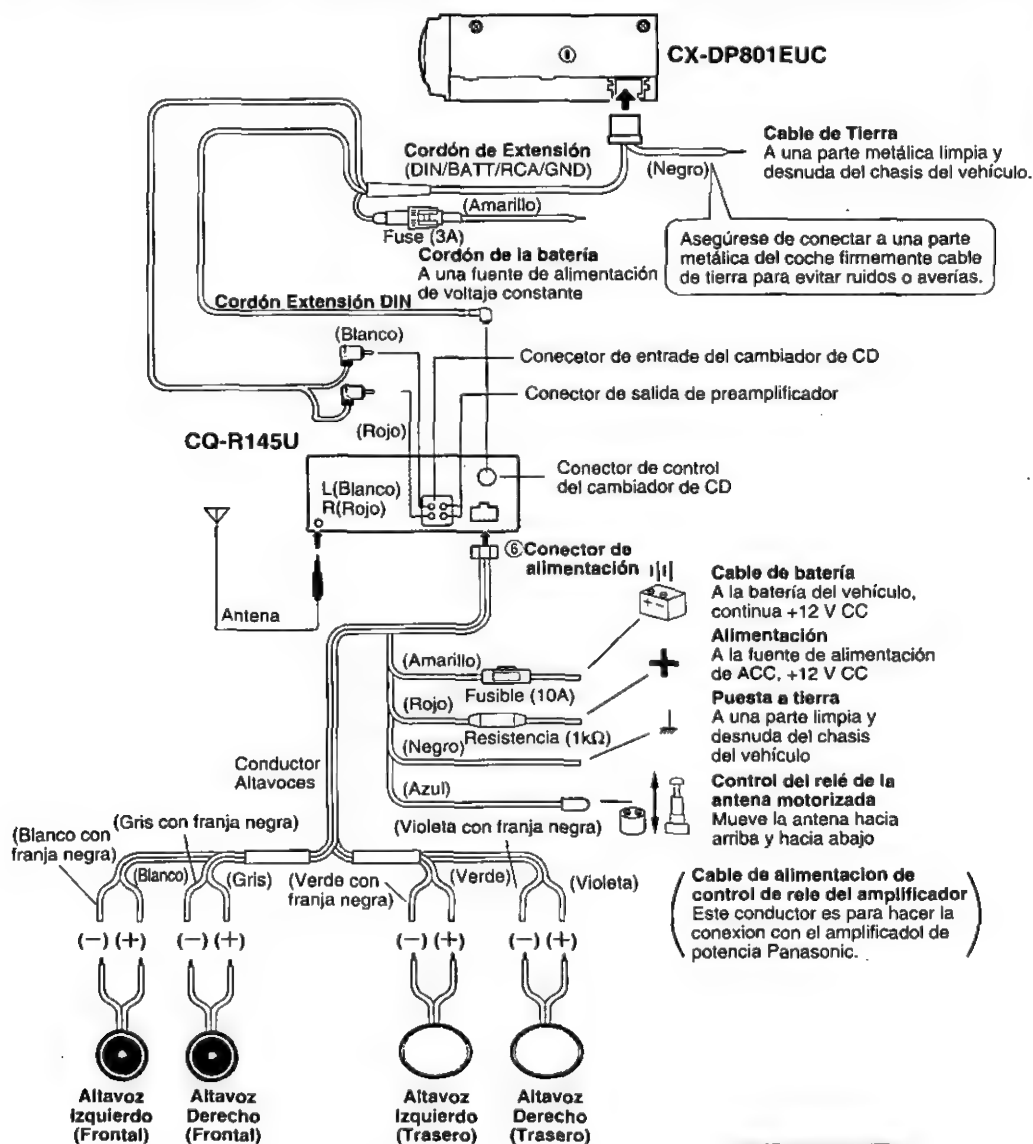 CX-DP801EUC
Cordón de Extensión
(DIN/BATT/RCA/GND)
(Negro)
Cable de Tierra
A una parte metálica limpia y
desnuda del chasis del vehículo.
(Amarillo)
Fuse (3A)
Cordón de la batería
A una fuente de alimentación
de voltaje constante
Asegúrese de conectar a una parte
metálica del coche firmemente cable
de tierra para evitar ruidos o averías.
Cordón Extensión DIN
(Blanco)
Conecetor de entrade del cambiador de CD
Conector de salida de preamplificador
(Rojo)
CQ-R145U
L(Blanco)
R(Rojo)
Conector de control
del cambiador de CD
⑥Conector de
alimentación
Antena
Cable de batería
A la batería del vehículo,
continua +12 V CC
(Amarillo)
Fusible (10A)
Alimentación
A la fuente de alimentación
de ACC, +12 V CC
(Rojo)
Resistencia (1kΩ)
Puesta a tierra
A una parte limpia y
desnuda del chasis
del vehículo
(Negro)
Conductor
Altavoces
(Azul)
Control del relé de la
antena motorizada
Mueve la antena hacia
arriba y hacia abajo
(Blanco con
franja negra)
(Gris con franja negra)
(Violeta con franja negra)
(Blanco)
(Gris)
(Verde con
franja negra)
(Verde)
(Violeta)
Cable de alimentacion de
control de rele del amplificador
Este conductor es para hacer la
conexion con el amplificadol de
potencia Panasonic.
(−) (+) (−) (+) (−) (+) (−) (+)
Altavoz
Izquierdo
(Frontal)
Altavoz
Derecho
(Frontal)
Altavoz
Izquierdo
(Trasero)
Altavoz
Derecho
(Trasero)